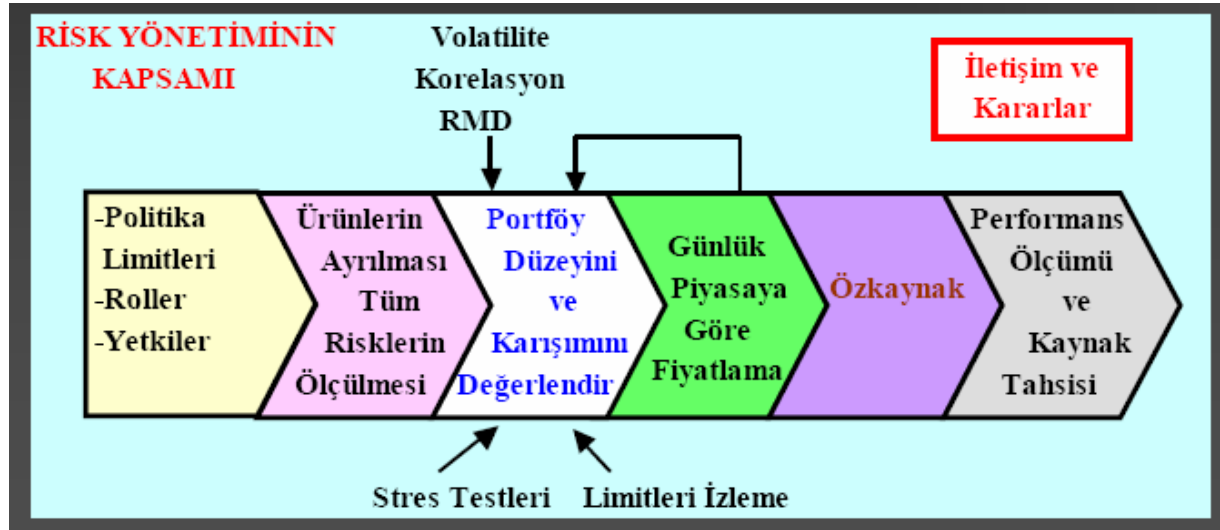 RİSK YÖNETİMİNİN
KAPSAMI
Volatilite
Korelasyon
RMD
İletişim ve
Kararlar
-Politika
Limitleri
-Roller
-Yetkiler
Ürünlerin
Ayrılması
Tüm
Risklerin
Ölçülmesi
Portföy
Düzeyini
ve
Karışımını
Değerlendir
Günlük
Piyasaya
Göre
Fiyatlama
Özkaynak
Performans
Ölçümü
ve
Kaynak
Tahsisi
Stres Testleri
Limitleri İzleme